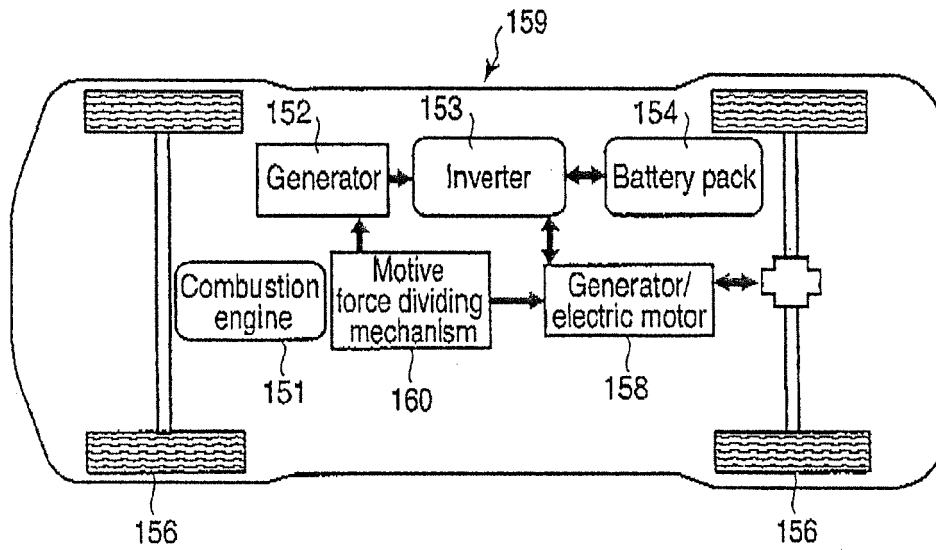 159
152
153
154
Generator
Inverter
Battery pack
Combustion
engine
Motive
force dividing
mechanism
Generator/
electric motor
151
160
158
156
156